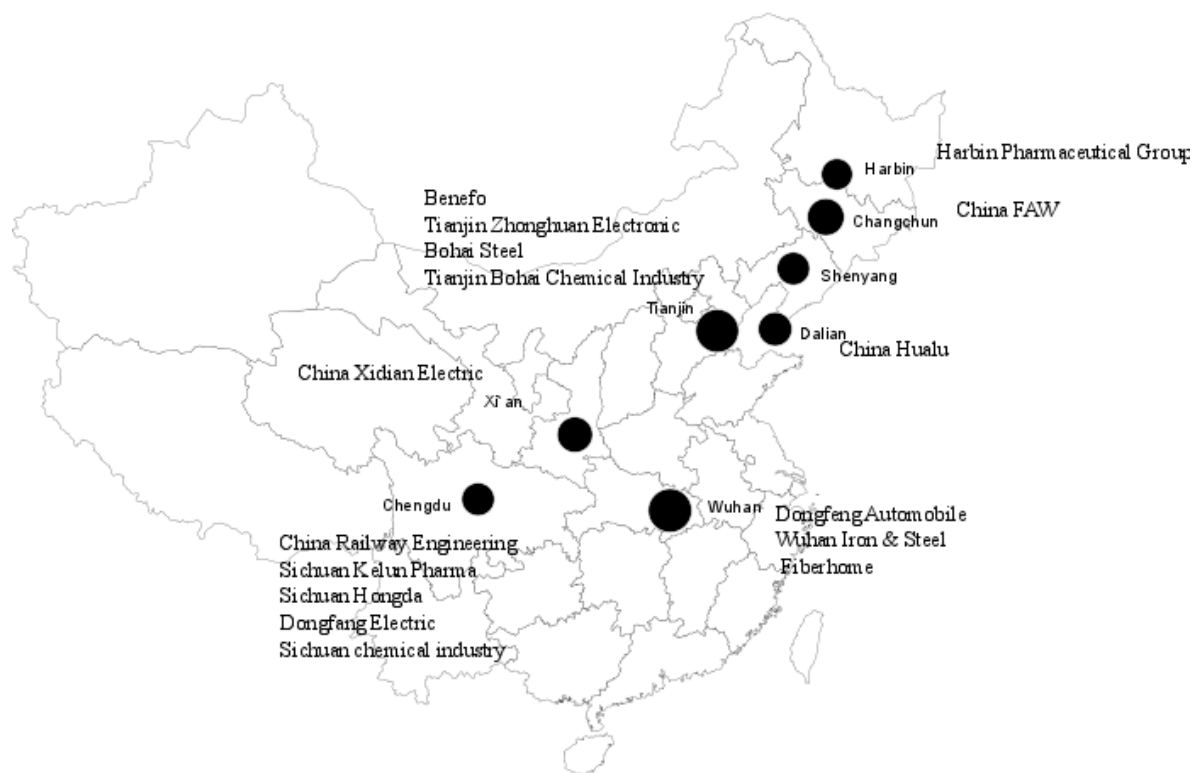 Harbin Pharmaceutical Group
Harbin
Benefo
Tianjin Zhonghuan Electronic
Bohai Steel
Tianjin Bohai Chemical Industry
China FAW
Changchun
Shenyang
Tianjin
Dalian
China Hualu
China Xidian Electric
Xi'an
Chengdu
Wuhan
China Railway Engineering
Sichuan Kelun Pharma
Sichuan Hongda
Dongfang Electric
Sichuan chemical industry
Dongfeng Automobile
Wuhan Iron & Steel
Fiberhome